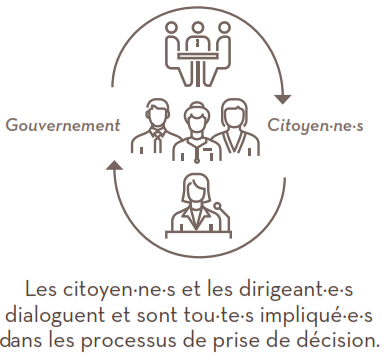 Gouvernement
Citoyen·ne·s
Les citoyen·ne·s et les dirigeant·e·s
dialoguent et sont tou·te·s impliqué·e·s
dans les processus de prise de décision.